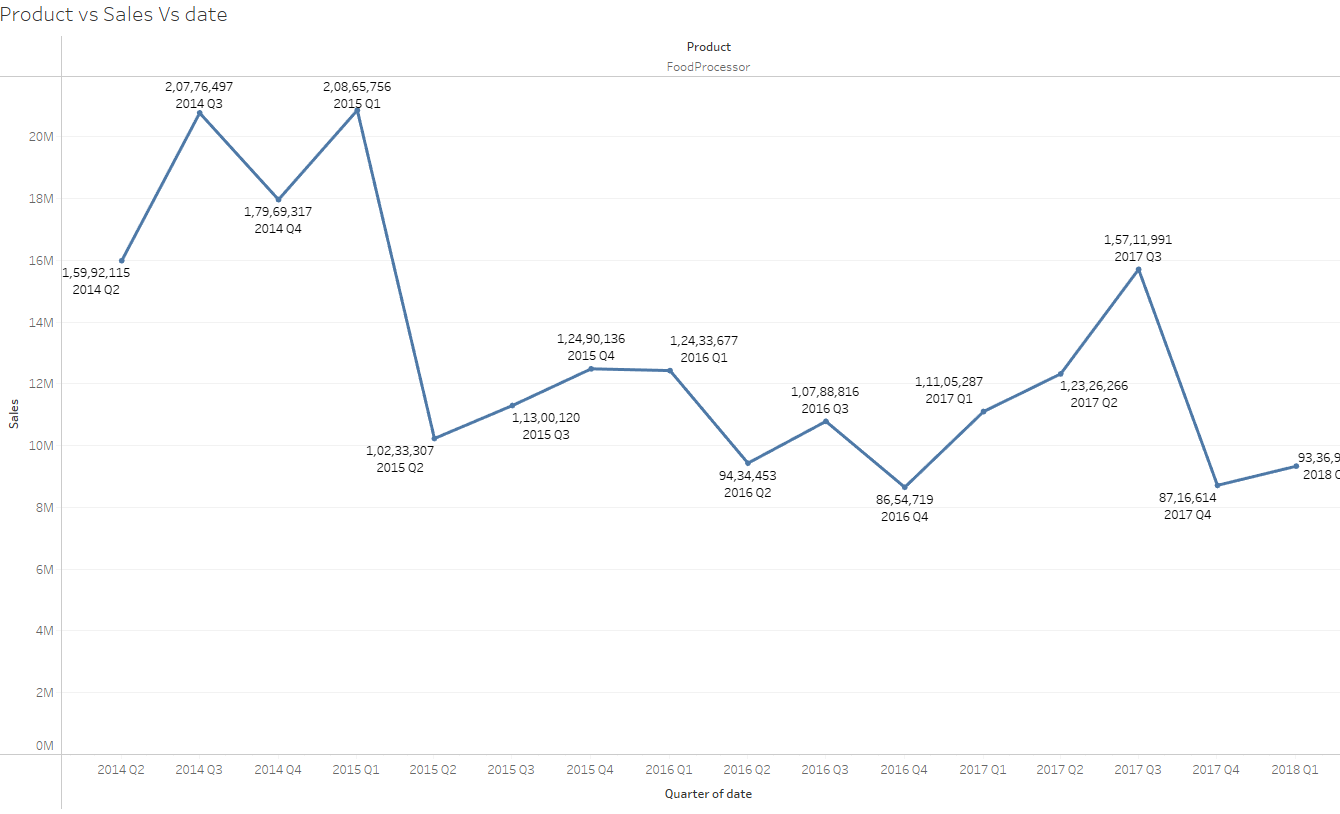 Product vs Sales Vs date
Product
FoodProcessor
2,07,76,497
2014 Q3
2,08,65,756
2015 Q1
20M
18M
1,79,69,317
2014 Q4
1,57,11,991
2017 Q3
16M
1,59,92,115
2014 Q2
14M
1,24,90,136
2015 Q4
1,24,33,677
2016 Q1
12M
1,07,88,816
2016 Q3
1,11,05,287
2017 Q1
1,23,26,266
2017 Q2
Sales
1,13,00,120
2015 Q3
10M
1,02,33,307
2015 Q2
94,34,453
2016 Q2
93,36,9
2018
8M
86,54,719
2016 Q4
87,16,614
2017 Q4
6M
4M
2M
0M
2014 Q2 2014 Q3 2014 Q4 2015 Q1 2015 Q2 2015 Q3 2015 Q4 2016 Q1 2016 Q2 2016 Q3 2016 Q4 2017 Q1 2017 Q2 2017 Q3 2017 Q4 2018 Q1
Quarter of date